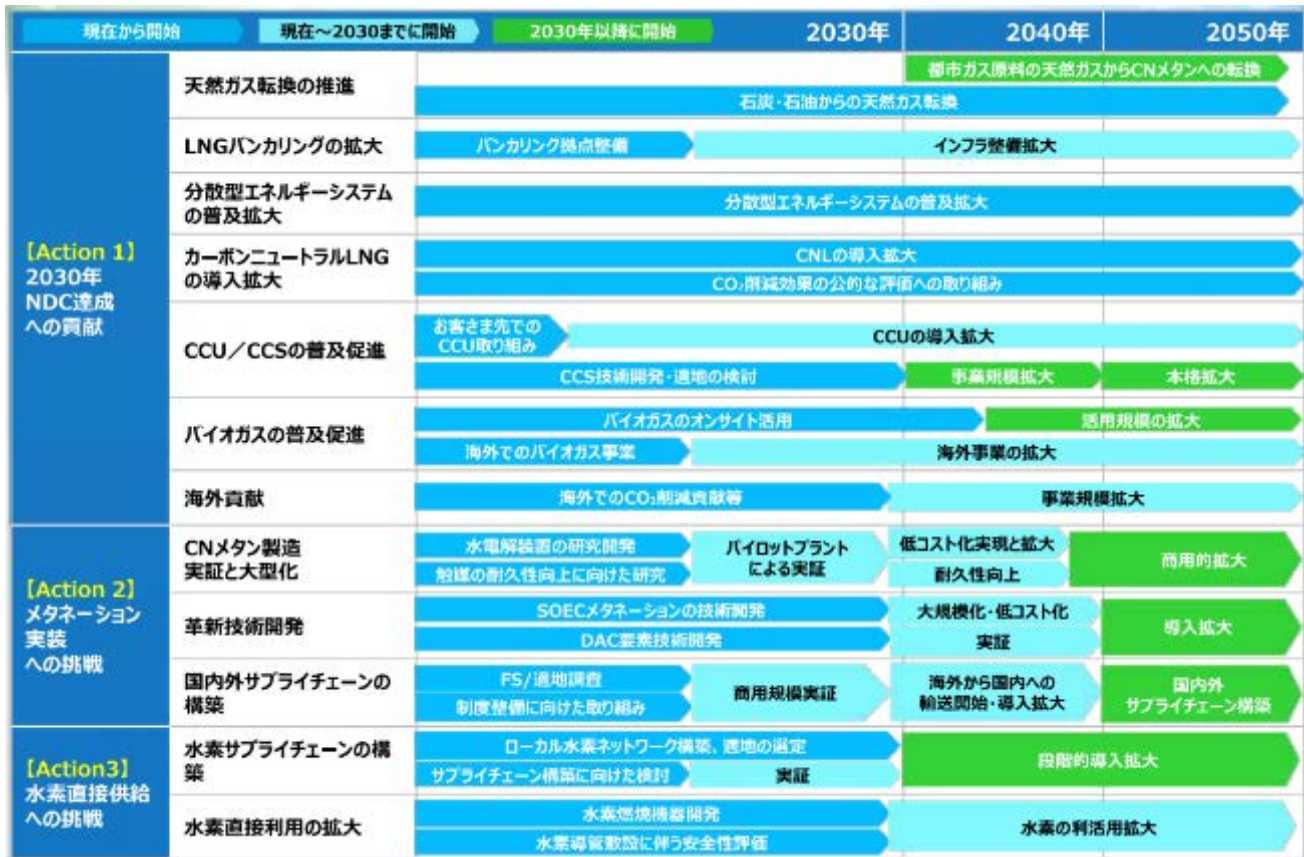 現在から開始
現在～2030までに開始
2030年以降に開始
2030年
2040年
2050年
【Action 1】
2030年
NDC達成
への貢献
天然ガス転換の推進
都市ガス原料の天然ガスからCNメタンへの転換
石炭・石油からの天然ガス転換
LNGバンカリングの拡大
バンカリング拠点整備
インフラ整備拡大
分散型エネルギーシステム
の普及拡大
分散型エネルギーシステムの普及拡大
カーボンニュートラルLNG
の導入拡大
CNLの導入拡大
CO₂削減効果の公的な評価への取り組み
CCU／CCSの普及促進
お客さま先での
CCU取り組み
CCUの導入拡大
CCS技術開発・適地の検討
事業規模拡大
本格拡大
バイオガスの普及促進
バイオガスのオンサイト活用
活用規模の拡大
海外でのバイオガス事業
海外事業の拡大
海外貢献
海外でのCO₂削減貢献等
事業規模拡大
【Action 2】
メタネーション
実装
への挑戦
CNメタン製造
実証と大型化
水電解装置の研究開発
触媒の耐久性向上に向けた研究
パイロットプラント
による実証
低コスト化実現と拡大
耐久性向上
商用的拡大
革新技術開発
SOECメタネーションの技術開発
DAC要素技術開発
大規模化・低コスト化
実証
導入拡大
国内外サプライチェーンの
構築
FS/適地調査
制度整備に向けた取り組み
商用規模実証
海外から国内への
輸送開始・導入拡大
国内外
サプライチェーン構築
【Action3】
水素直接供給
への挑戦
水素サプライチェーンの構
築
ローカル水素ネットワーク構築、適地の選定
サプライチェーン構築に向けた検討
実証
段階的導入拡大
水素直接利用の拡大
水素燃焼機器開発
水素導管敷設に伴う安全性評価
水素の利活用拡大